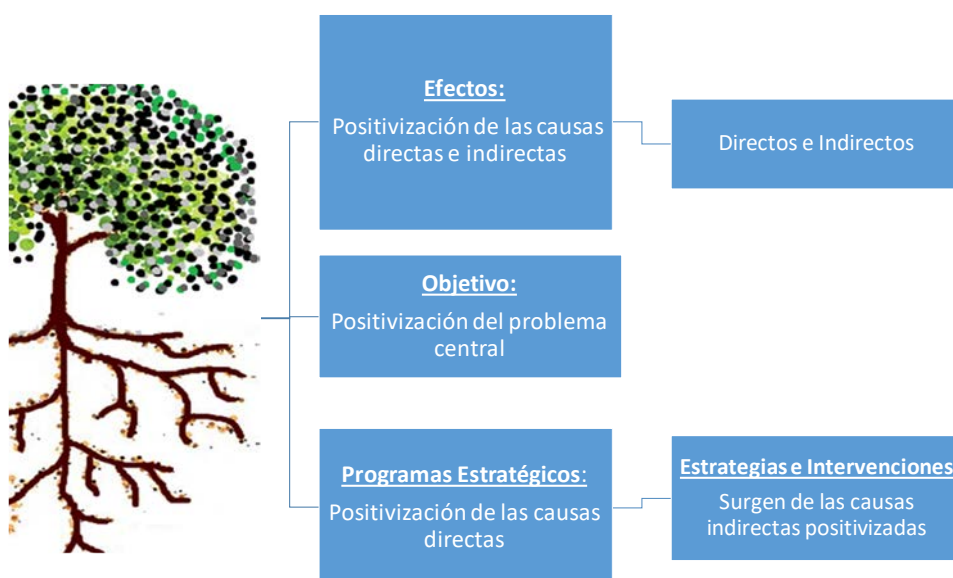 Efectos:
Positivización de las causas
directas e indirectas
Directos e Indirectos
Objetivo:
Positivización del problema
central
Programas Estratégicos:
Positivización de las causas
directas
Estrategias e Intervenciones
Surgen de las causas
indirectas positivizadas